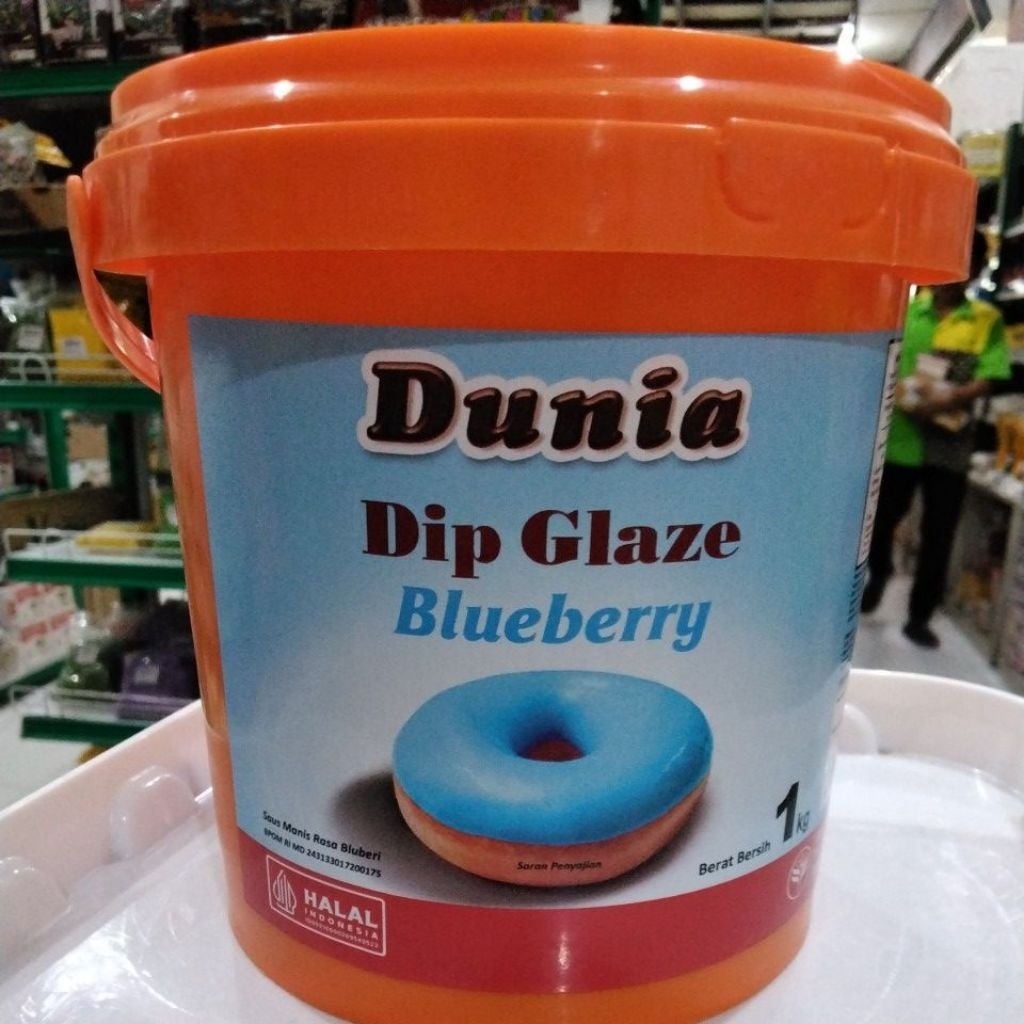 Dunia
Dip Glaze
Blueberry
Saus Manis Rasa Bluberi
BPOM RI MD 243133017200175
Saran Penyajian
Berat Bersih 1kg
HALAL
INDONESIA